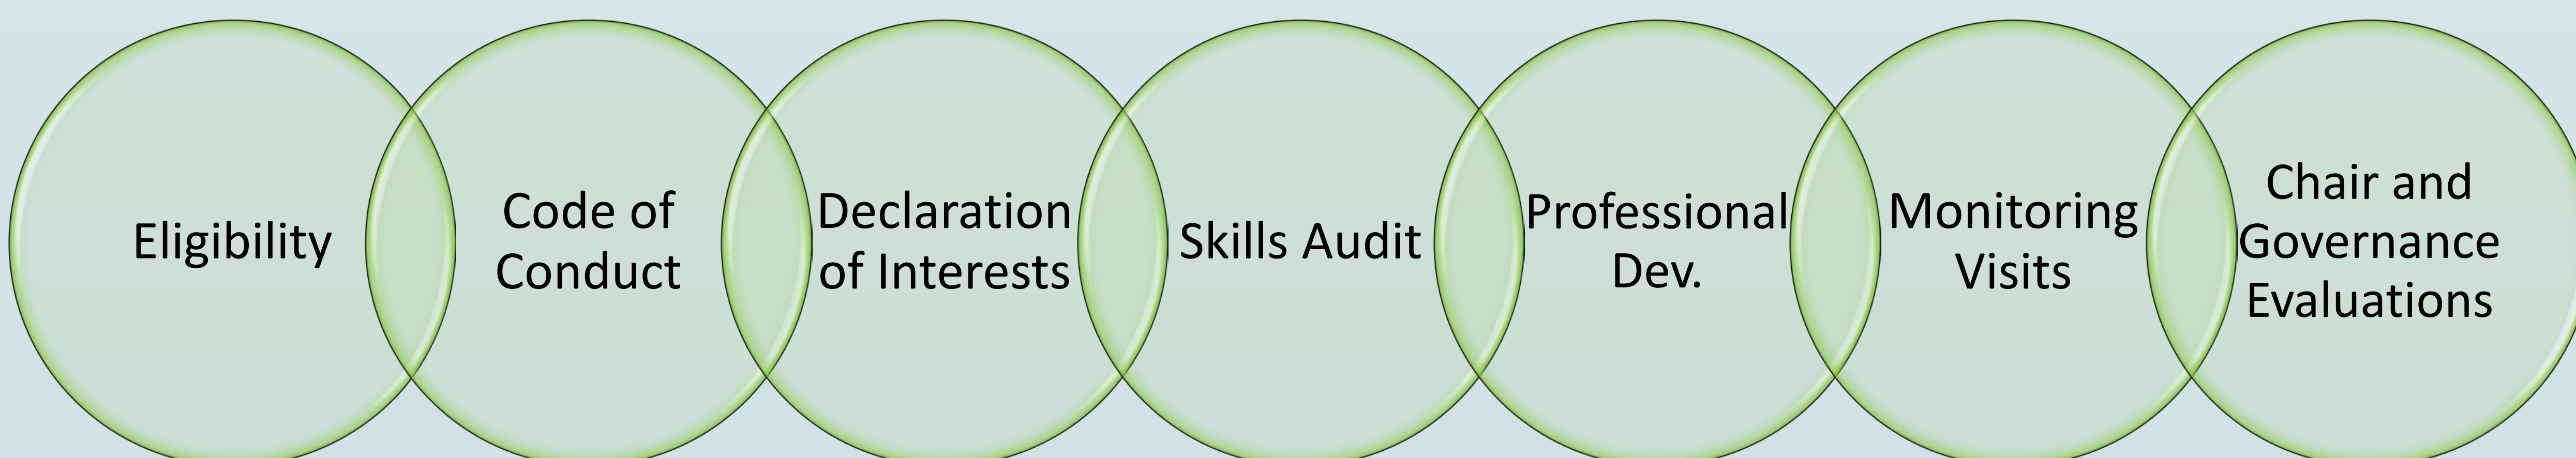 Eligibility
Code of
Conduct
Declaration
of Interests
Skills Audit
Professional
Dev.
Monitoring
Visits
Chair and
Governance
Evaluations